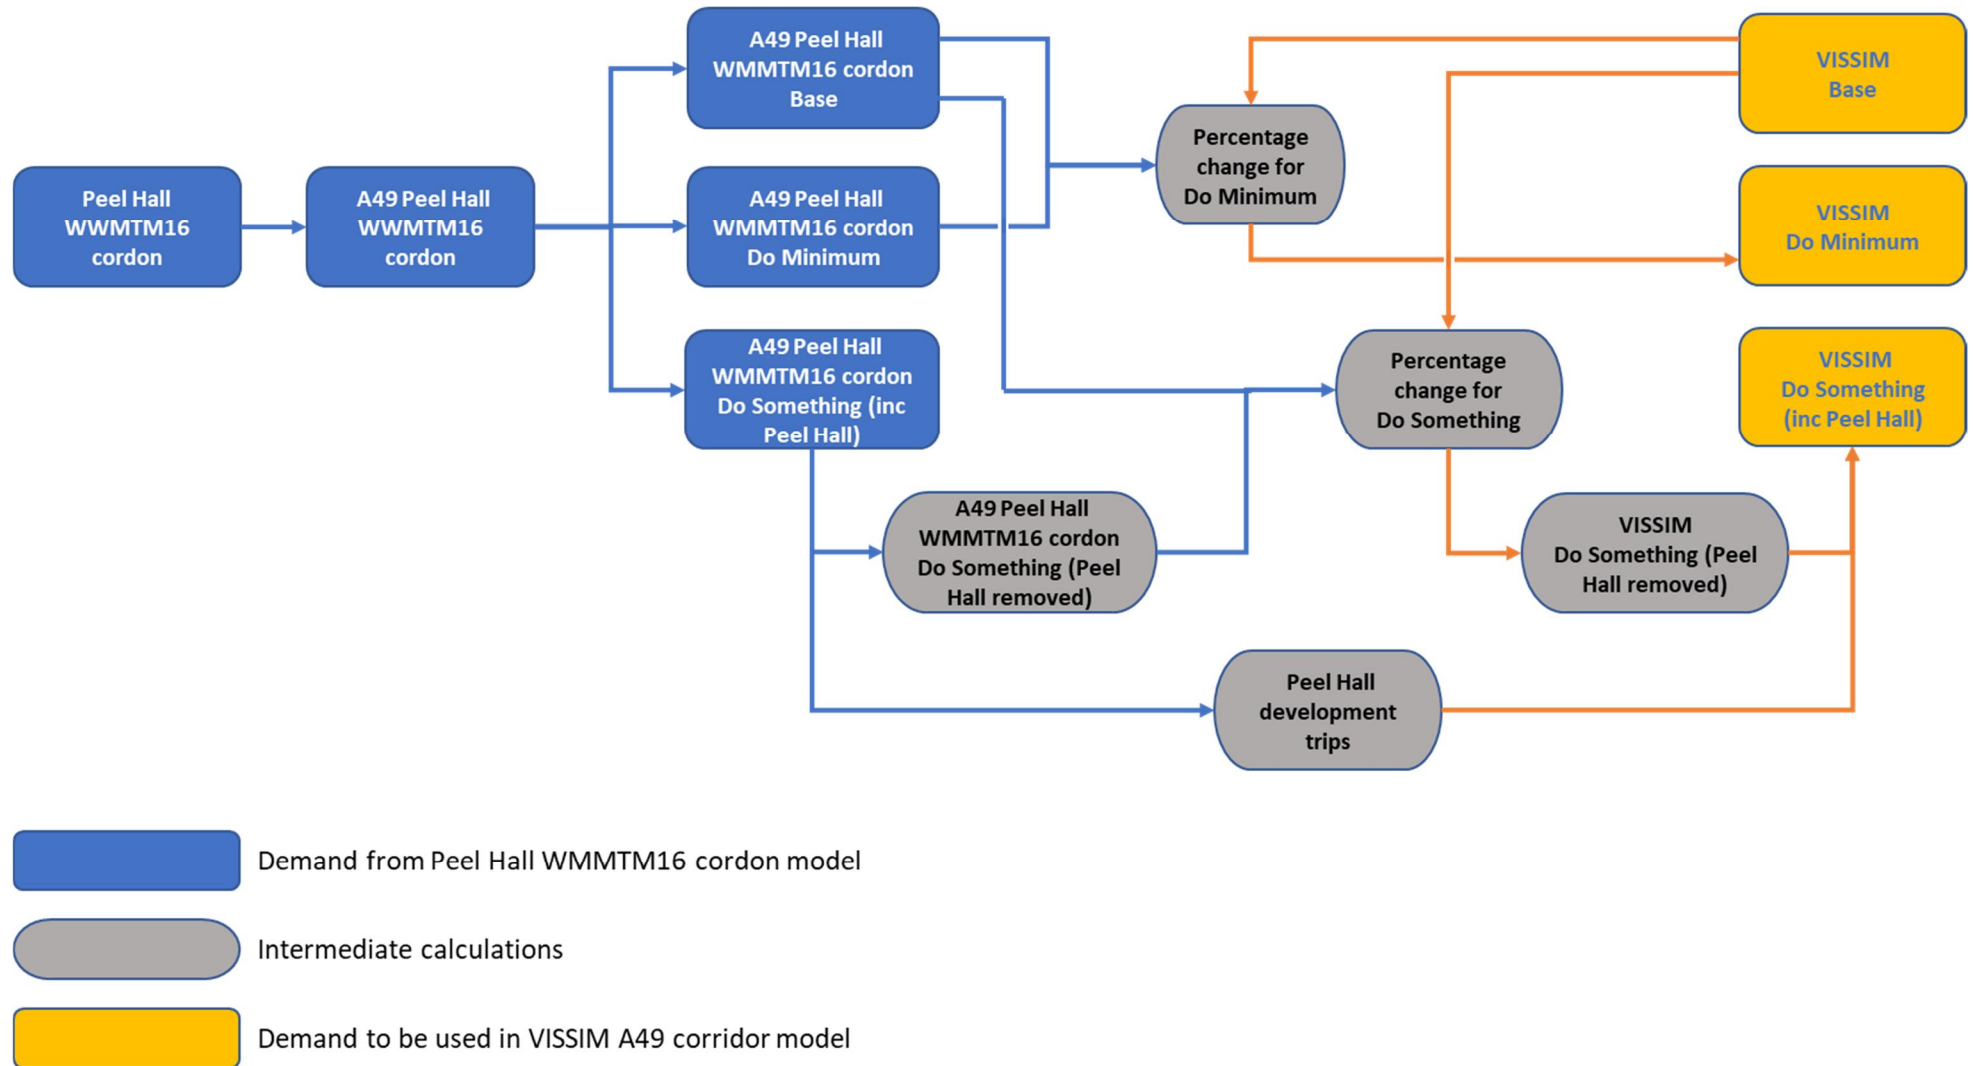 Peel Hall
WWMTM16
cordon
A49 Peel Hall
WWMTM16
cordon
A49 Peel Hall
WMMTM16 cordon
Base
A49 Peel Hall
WMMTM16 cordon
Do Minimum
A49 Peel Hall
WMMTM16 cordon
Do Something (inc
Peel Hall)
A49 Peel Hall
WMMTM16 cordon
Do Something (Peel
Hall removed)
Peel Hall
development
trips
Percentage
change for
Do Minimum
Percentage
change for
Do Something
VISSIM
Do Something (Peel
Hall removed)
VISSIM
Base
VISSIM
Do Minimum
VISSIM
Do Something
(inc Peel Hall)
Demand from Peel Hall WMMTM16 cordon model
Intermediate calculations
Demand to be used in VISSIM A49 corridor model